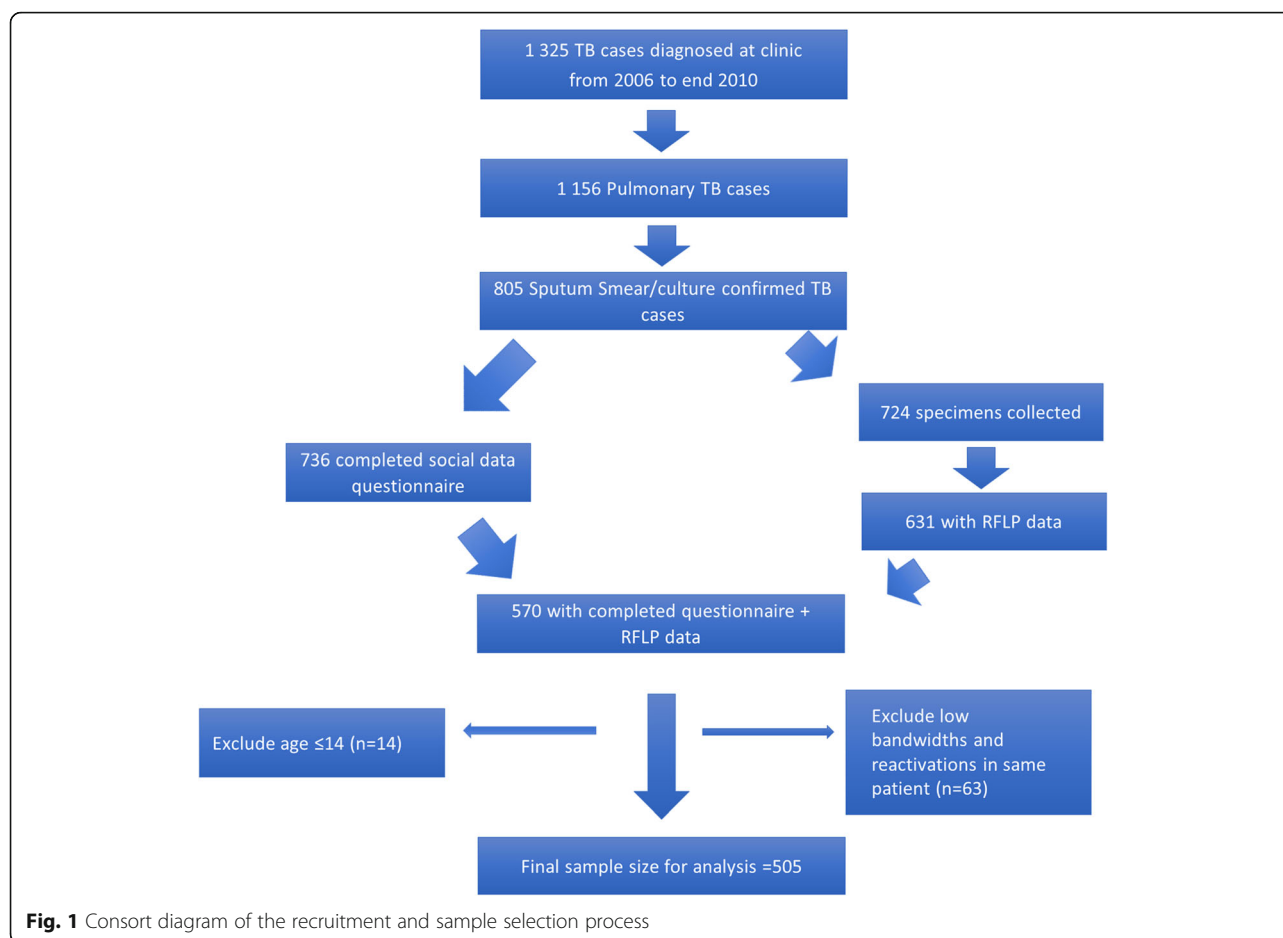 1 325 TB cases diagnosed at clinic
from 2006 to end 2010
1 156 Pulmonary TB cases
805 Sputum Smear/culture confirmed TB
cases
724 specimens collected
736 completed social data
questionnaire
631 with RFLP data
570 with completed questionnaire +
RFLP data
Exclude age ≤14 (n=14)
Exclude low
bandwidths and
reactivations in same
patient (n=63)
Final sample size for analysis =505
Fig. 1 Consort diagram of the recruitment and sample selection process